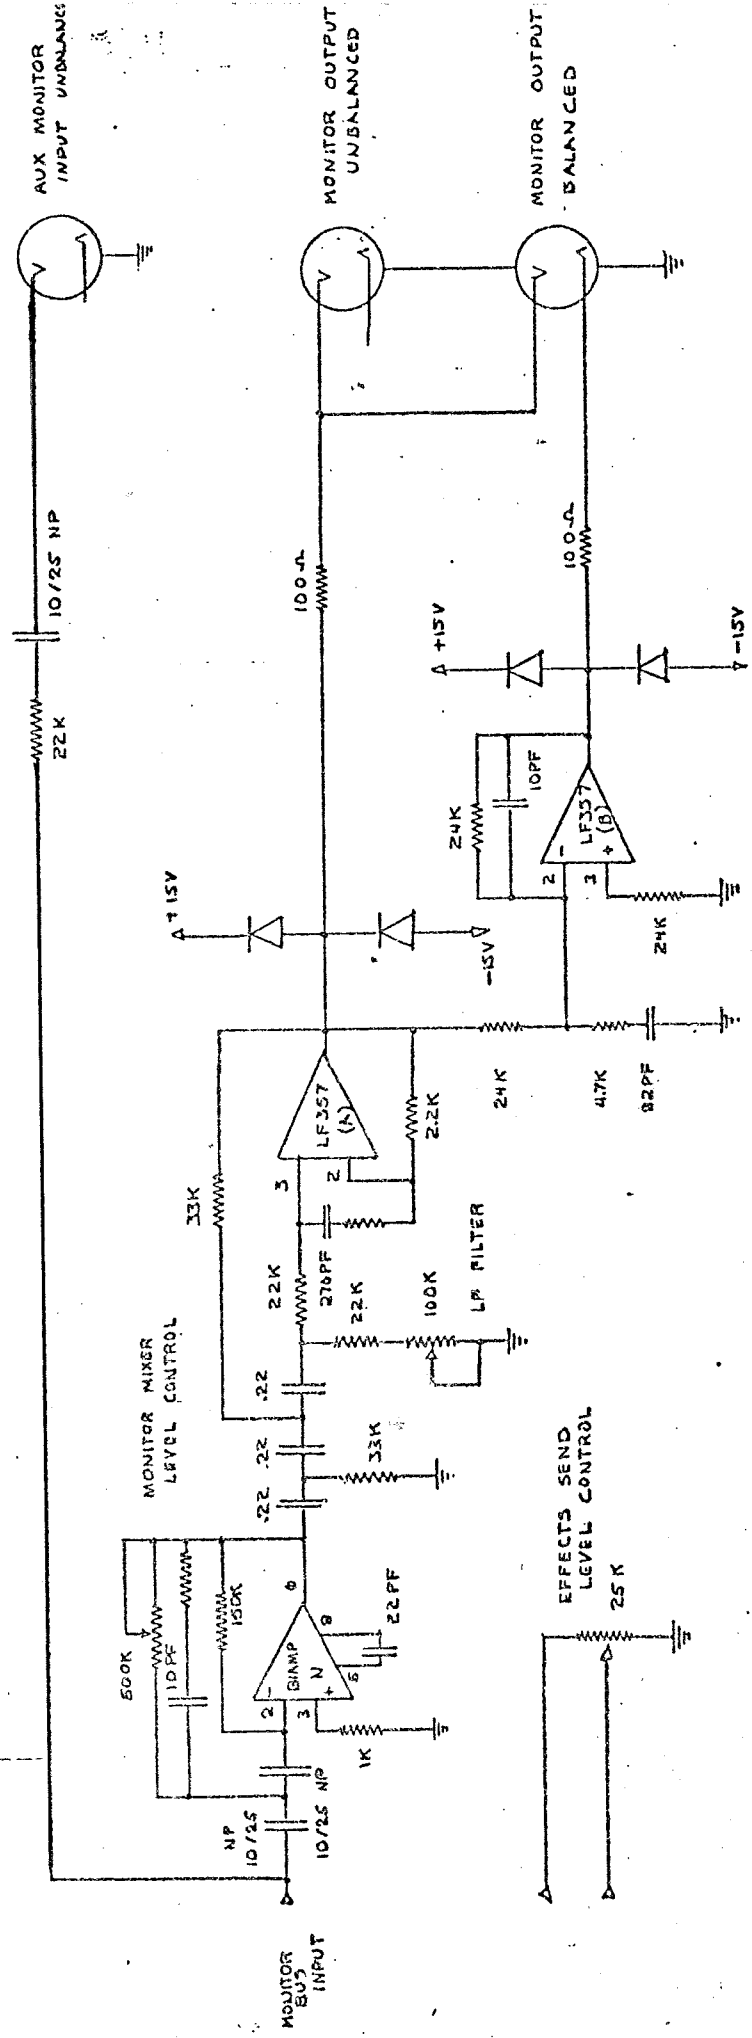 AUX MONITOR
INPUT UNBALANCE
10/25 NP
22K
MONITOR OUTPUT
UNBALANCED
MONITOR OUTPUT
BALANCED
100Ω
100Ω
+15V
-15V
+15V
-15V
24K
10PF
2
-
3
+
LF357
(B)
24K
33K
3
2
LF357
(A)
2.2K
24K
4.7K
82PF
22K
270PF
22K
100K
LP FILTER
MONITOR MIXER
LEVEL CONTROL
.22
.22
.22
33K
500K
10PF
150K
2
-
3
+
BIAMP
N
6
8
5
22PF
1K
NP
10/25
10/25 NP
MONITOR
BUS
INPUT
EFFECTS SEND
LEVEL CONTROL
25K